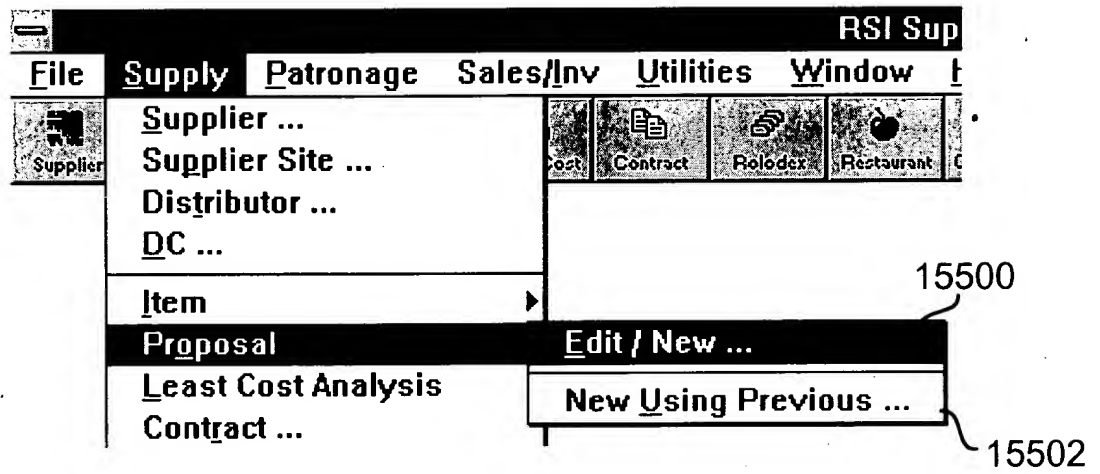 RSI Sup
File Supply Patronage Sales/Inv Utilities Window H
Supplier Cost Contract Rolodex Restaurant
Supplier ...
Supplier Site ...
Distributor ...
DC ...
Item
Proposal
Least Cost Analysis
Contract ...
15500
Edit / New ...
New Using Previous ...
15502